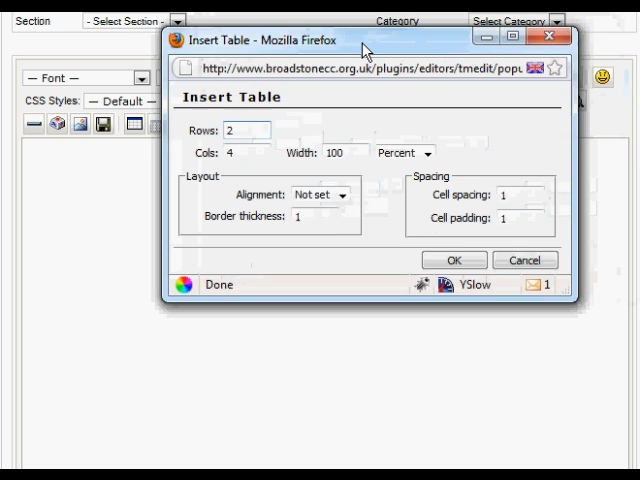 Section - Select Section - Category Select Category -
Insert Table - Mozilla Firefox
http://www.broadstonecc.org.uk/plugins/editors/tmedit/popu
— Font —
CSS Styles: — Default —
Insert Table
Rows: 2
Cols: 4 Width: 100 Percent
Layout Spacing
Alignment: Not set Cell spacing: 1
Border thickness: 1 Cell padding: 1
OK Cancel
Done YSlow 1